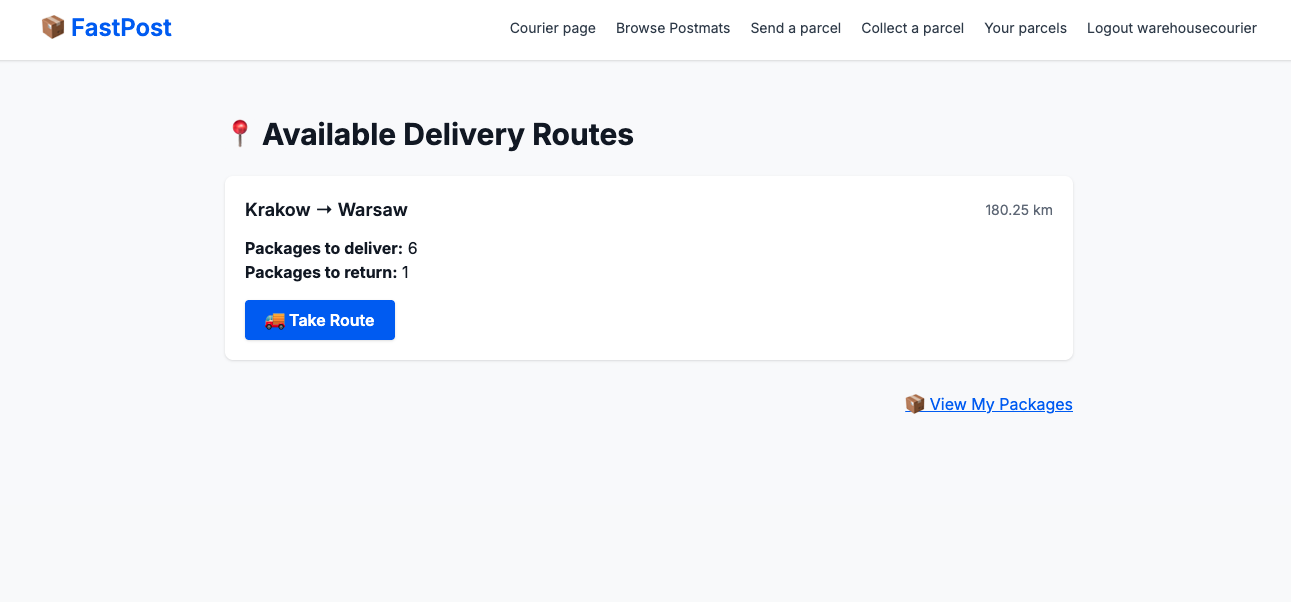 📦 FastPost
Courier page Browse Postmats Send a parcel Collect a parcel Your parcels Logout warehousecourier
📍 Available Delivery Routes
Krakow → Warsaw 180.25 km
Packages to deliver: 6
Packages to return: 1
🚚 Take Route
📦 View My Packages